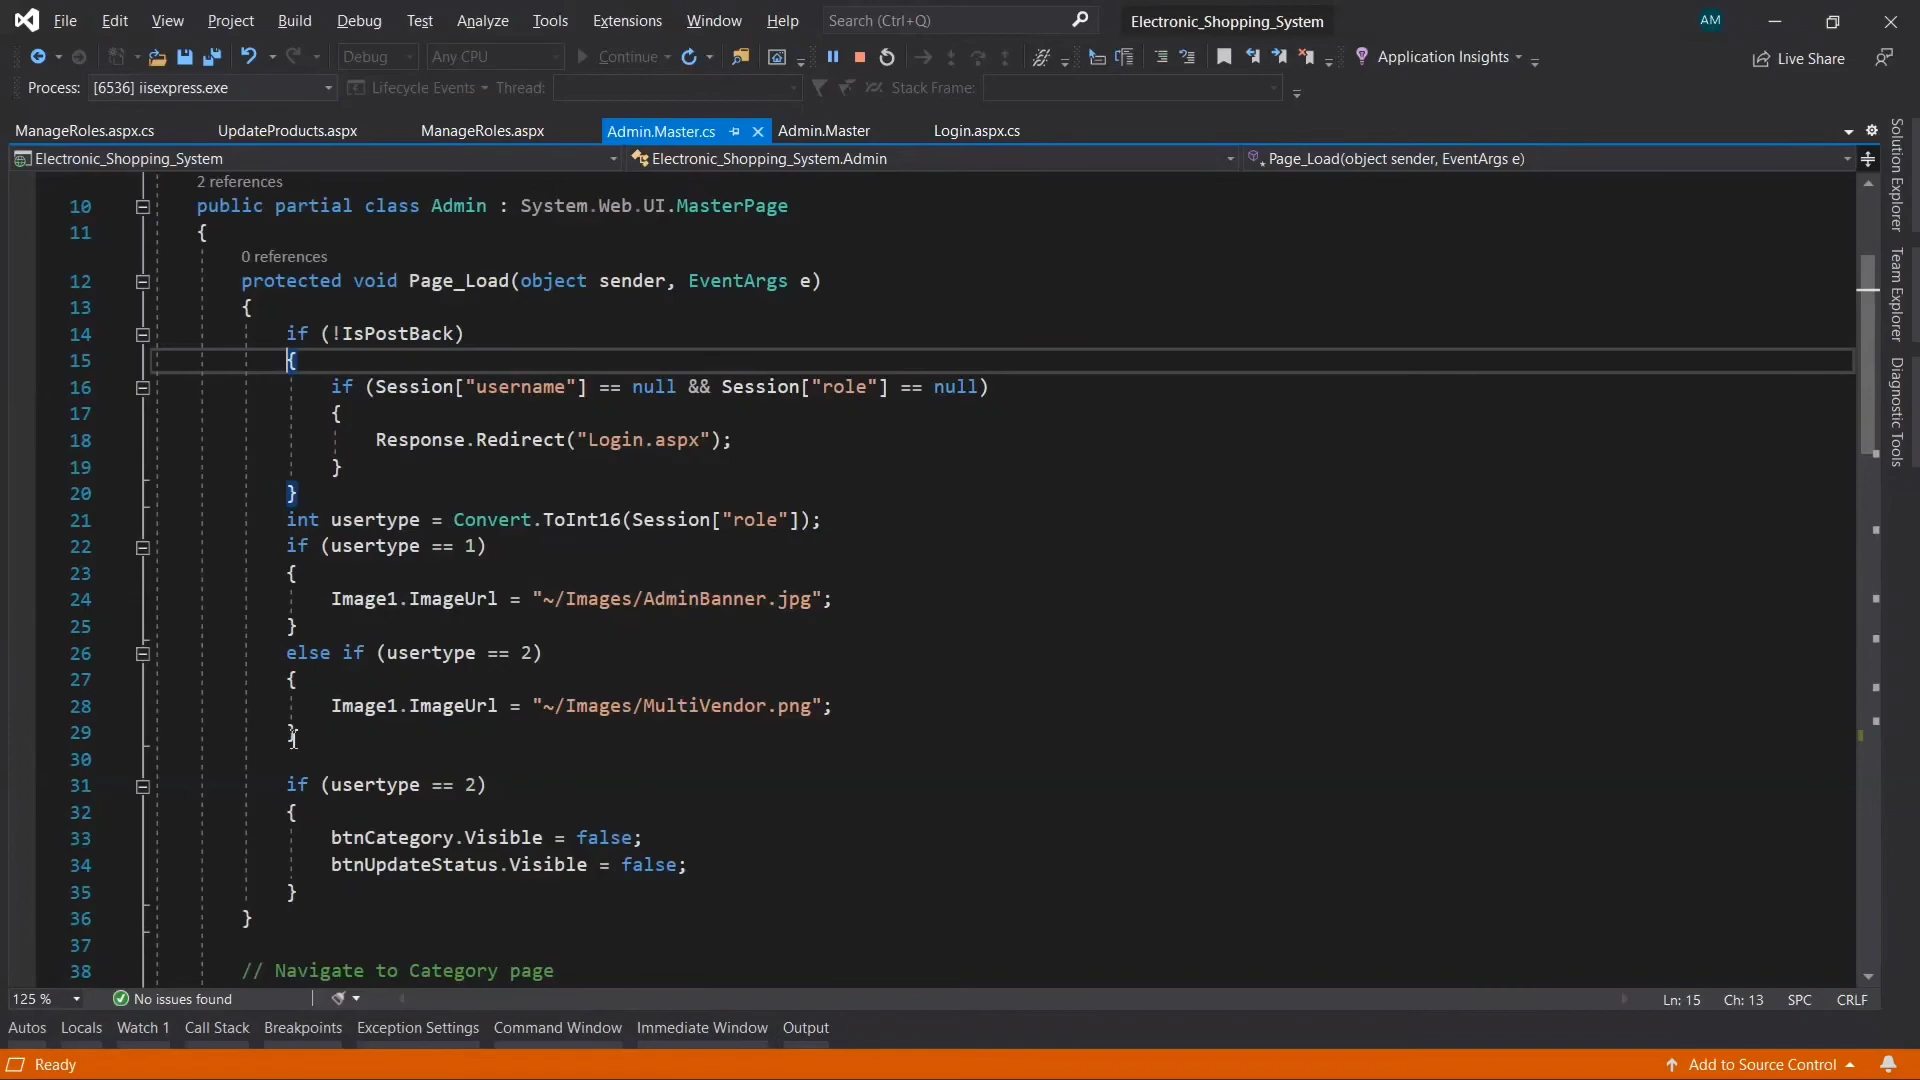 File Edit View Project Build Debug Test Analyze Tools Extensions Window Help Search (Ctrl+Q) Electronic_Shopping_System AM
Debug Any CPU Continue Application Insights Live Share
Process: [6536] iisexpress.exe Lifecycle Events Thread: Stack Frame:
ManageRoles.aspx.cs UpdateProducts.aspx ManageRoles.aspx Admin.Master.cs Admin.Master Login.aspx.cs
Electronic_Shopping_System Electronic_Shopping_System.Admin Page_Load(object sender, EventArgs e)
2 references
10 public partial class Admin : System.Web.UI.MasterPage
11 {
0 references
12 protected void Page_Load(object sender, EventArgs e)
13 {
14 if (!IsPostBack)
15 {
16 if (Session["username"] == null && Session["role"] == null)
17 {
18 Response.Redirect("Login.aspx");
19 }
20 }
21 int usertype = Convert.ToInt16(Session["role"]);
22 if (usertype == 1)
23 {
24 Image1.ImageUrl = "~/Images/AdminBanner.jpg";
25 }
26 else if (usertype == 2)
27 {
28 Image1.ImageUrl = "~/Images/MultiVendor.png";
29 }
30
31 if (usertype == 2)
32 {
33 btnCategory.Visible = false;
34 btnUpdateStatus.Visible = false;
35 }
36 }
37
38 // Navigate to Category page
Solution Explorer
Team Explorer
Diagnostic Tools
125 % No issues found Ln: 15 Ch: 13 SPC CRLF
Autos Locals Watch 1 Call Stack Breakpoints Exception Settings Command Window Immediate Window Output
Ready Add to Source Control